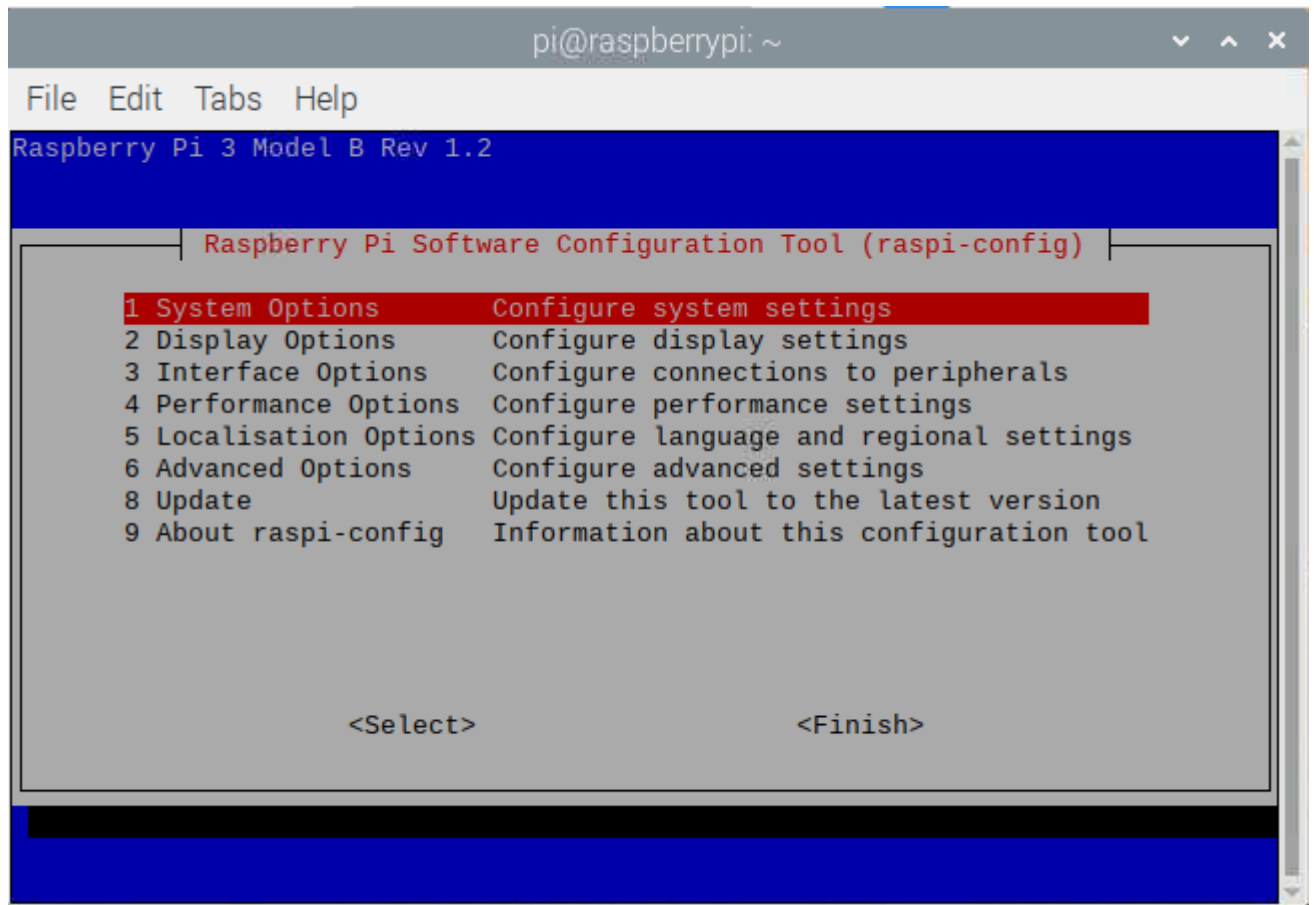 pi@raspberrypi: ~
File Edit Tabs Help
Raspberry Pi 3 Model B Rev 1.2
Raspberry Pi Software Configuration Tool (raspi-config)
1 System Options Configure system settings
2 Display Options Configure display settings
3 Interface Options Configure connections to peripherals
4 Performance Options Configure performance settings
5 Localisation Options Configure language and regional settings
6 Advanced Options Configure advanced settings
8 Update Update this tool to the latest version
9 About raspi-config Information about this configuration tool
<Select> <Finish>